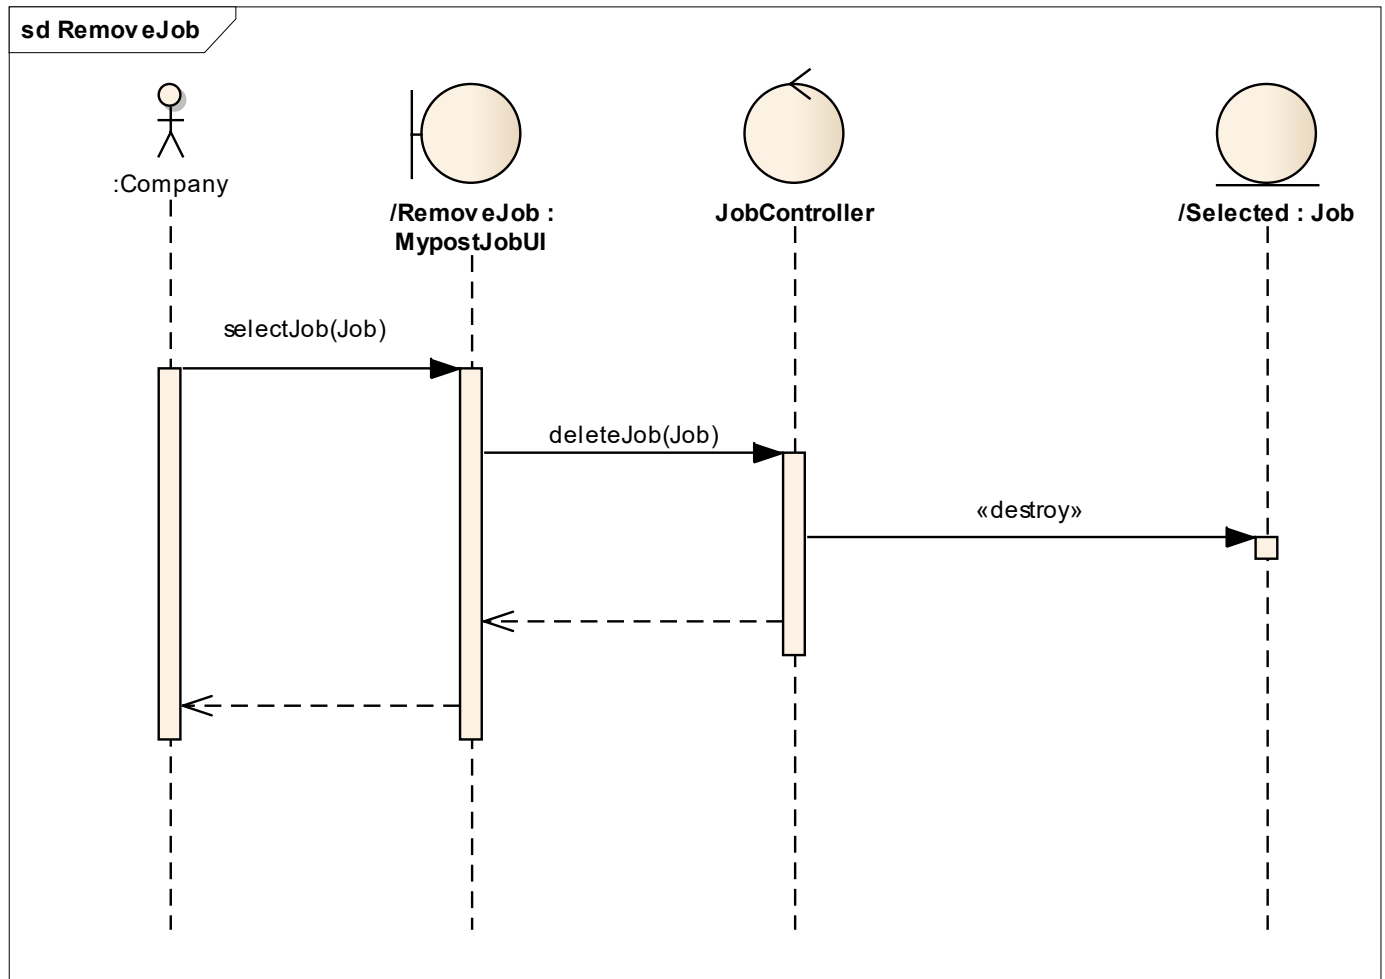 sd RemoveJob
:Company
/RemoveJob :
MypostJobUI
JobController
/Selected : Job
selectJob(Job)
deleteJob(Job)
«destroy»